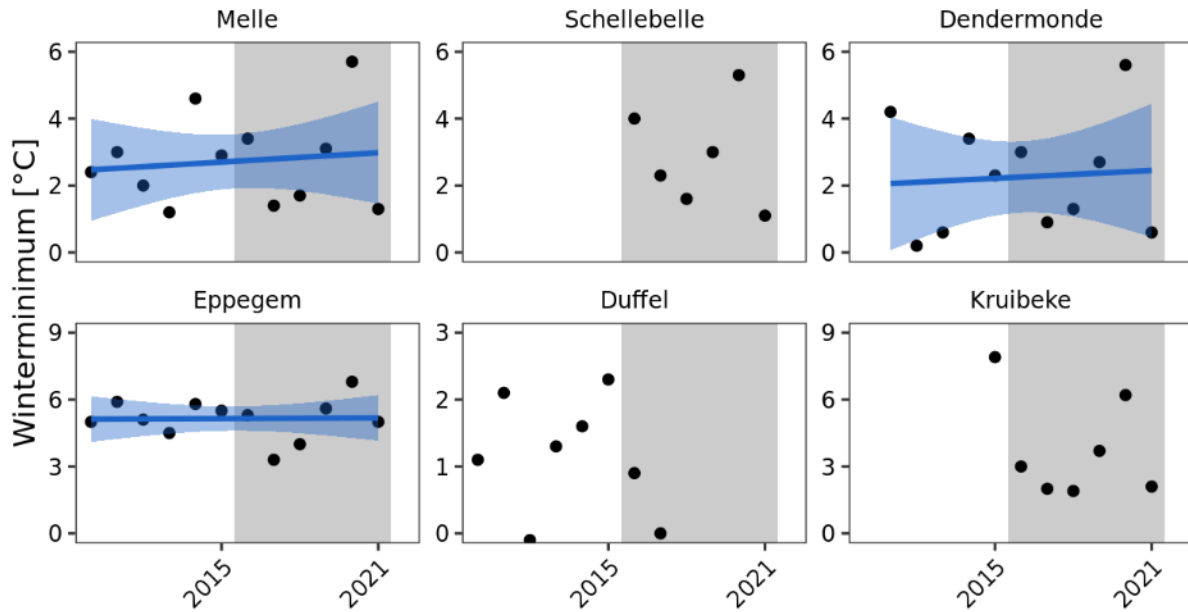 Melle Schellebelle Dendermonde
6 6 6
4 4 4
2 2 2
0 0 0
Winterminimum [°C]
Eppegem Duffel Kruibeke
9 3 9
6 2 6
3 1 3
0 0 0
2015 2021 2015 2021 2015 2021